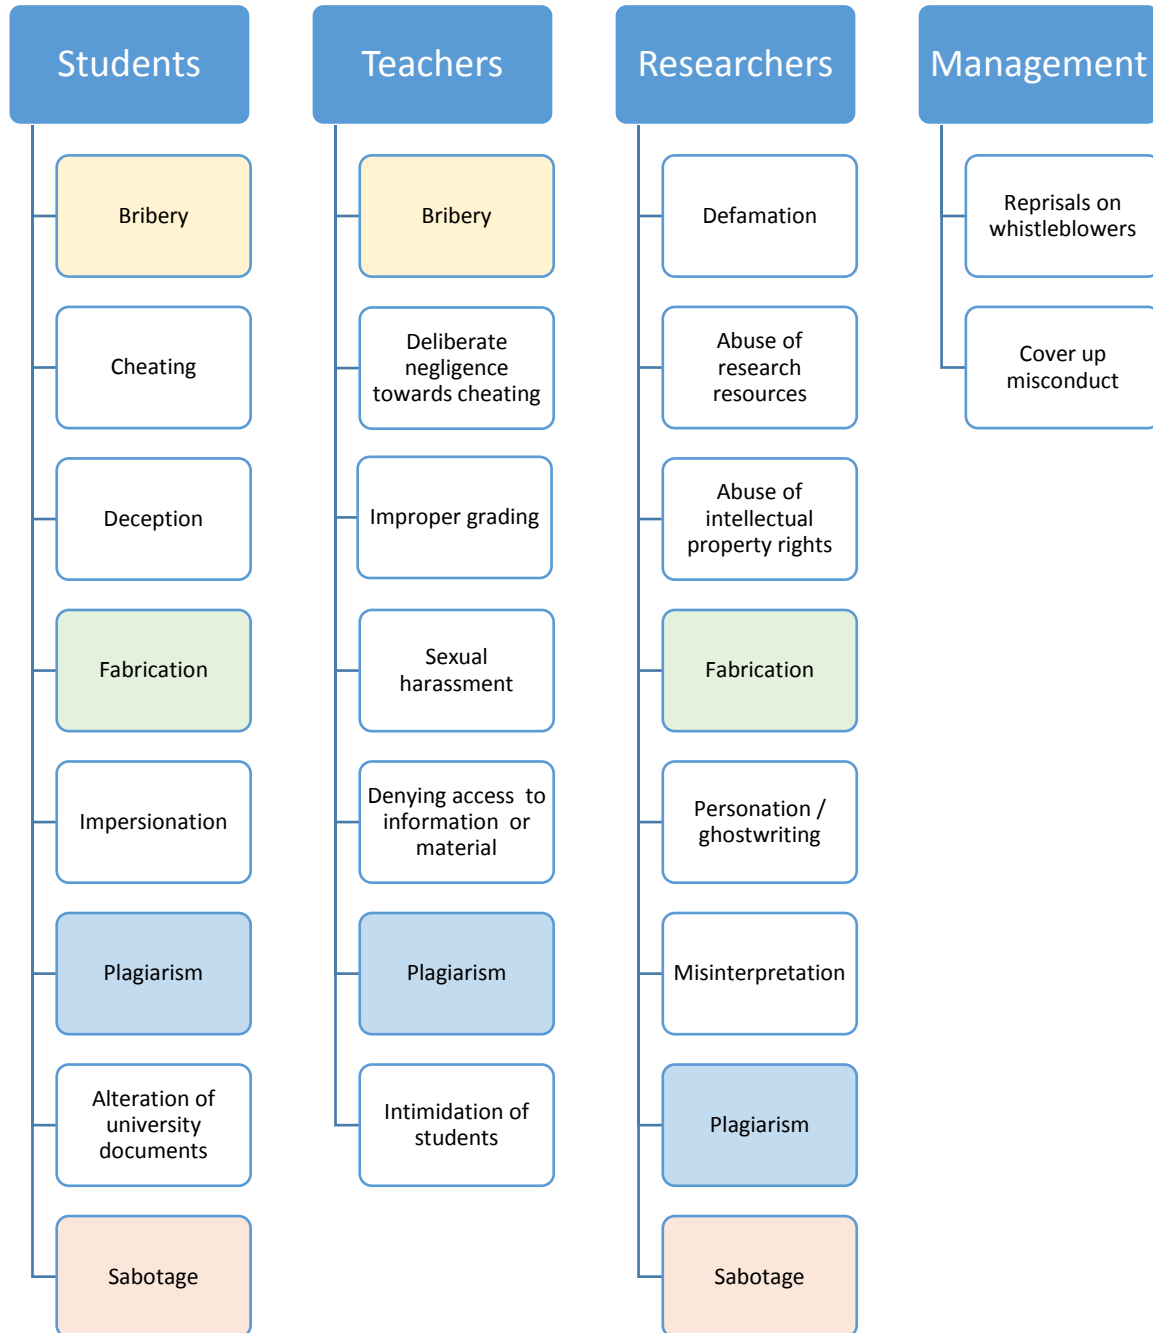 Students
Bribery
Cheating
Deception
Fabrication
Impersionation
Plagiarism
Alteration of
university
documents
Sabotage
Teachers
Bribery
Deliberate
negligence
towards cheating
Improper grading
Sexual
harassment
Denying access to
information or
material
Plagiarism
Intimidation of
students
Researchers
Defamation
Abuse of
research
resources
Abuse of
intellectual
property rights
Fabrication
Personation /
ghostwriting
Misinterpretation
Plagiarism
Sabotage
Management
Reprisals on
whistleblowers
Cover up
misconduct